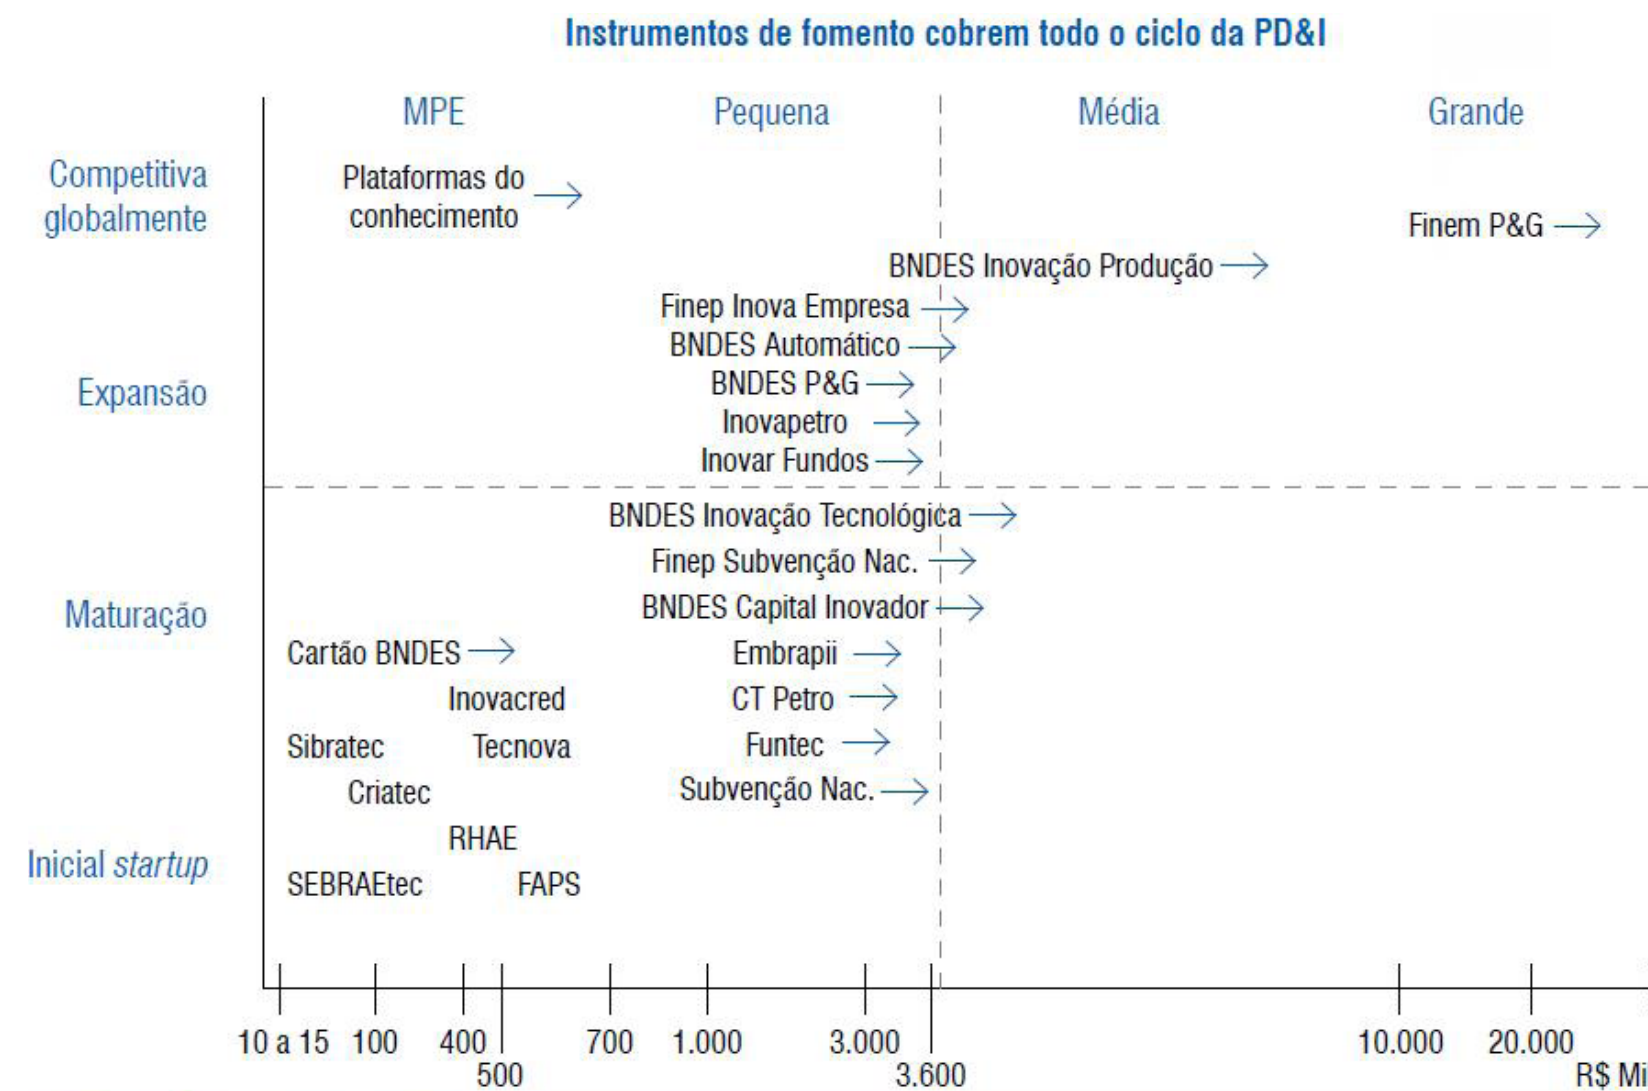 Instrumentos de fomento cobrem todo o ciclo da PD&I
MPE Pequena Média Grande
Competitiva
globalmente
Plataformas do
conhecimento
Finem P&G
BNDES Inovação Produção
Finep Inova Empresa
BNDES Automático
Expansão
BNDES P&G
Inovapetro
Inovar Fundos
BNDES Inovação Tecnológica
Finep Subvenção Nac.
Maturação
BNDES Capital Inovador
Cartão BNDES Embrapii
Inovacred CT Petro
Sibratec Tecnova Funtec
Criatec Subvenção Nac.
RHAE
Inicial startup
SEBRAEtec FAPS
10 a 15 100 400 700 1.000 3.000 10.000 20.000
500 3.600 R$ Mi